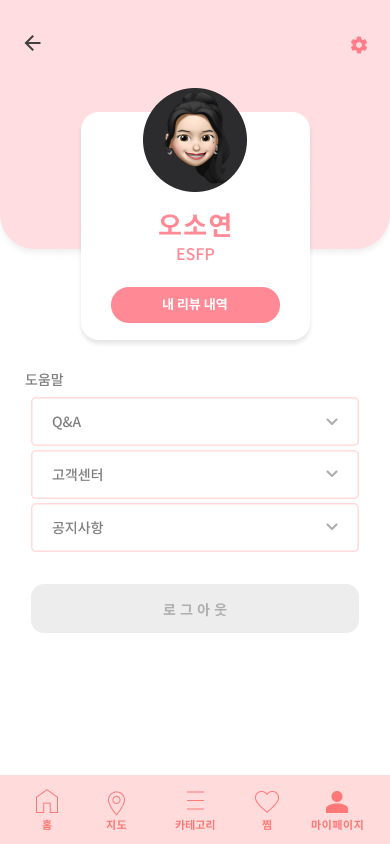 오소연
ESFP
내 리뷰 내역
도움말
Q&A
고객센터
공지사항
로그아웃
홈
지도
카테고리
찜
마이페이지